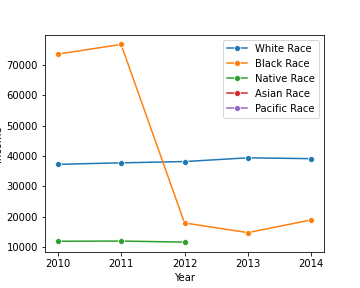 White Race
Black Race
Native Race
Asian Race
Pacific Race
70000
60000
50000
40000
30000
20000
10000
2010 2011 2012 2013 2014
Year